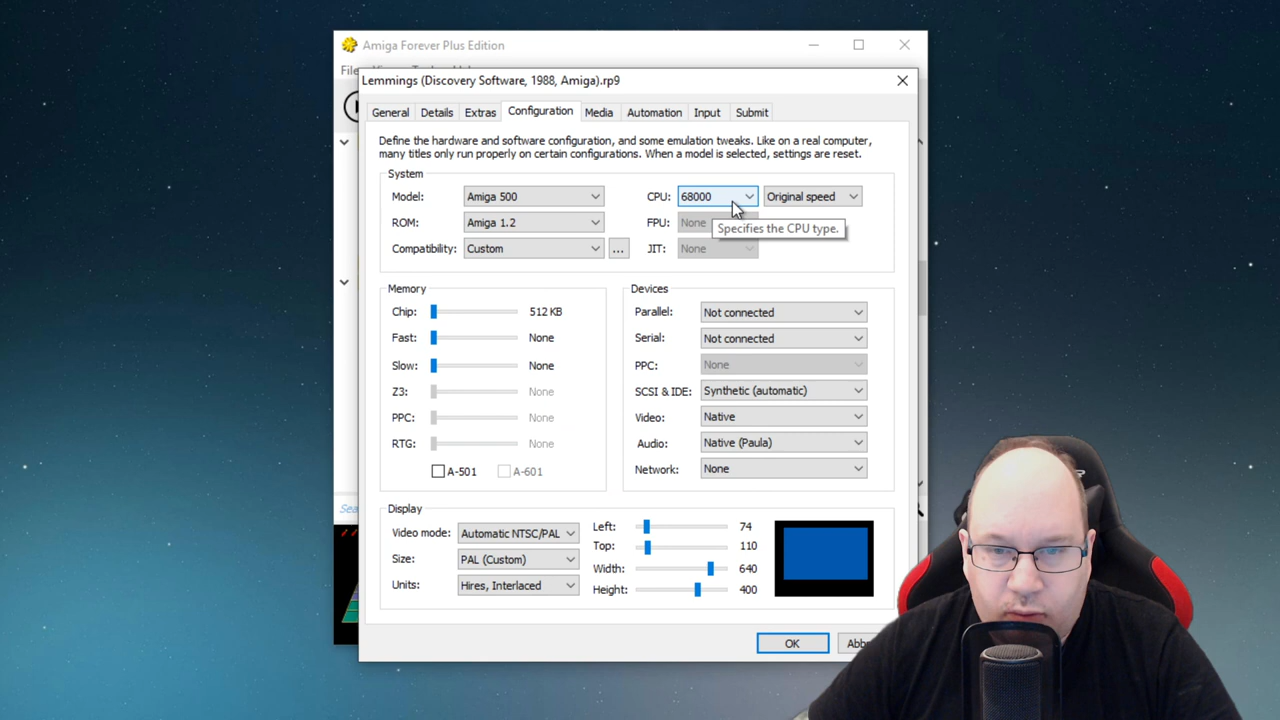 Amiga Forever Plus Edition
Lemmings (Discovery Software, 1988, Amiga).rp9
General Details Extras Configuration Media Automation Input Submit
Define the hardware and software configuration, and some emulation tweaks. Like on a real computer,
many titles only run properly on certain configurations. When a model is selected, settings are reset.
System
Model: Amiga 500 CPU: 68000 Original speed
ROM: Amiga 1.2 FPU: None
Specifies the CPU type.
Compatibility: Custom ... JIT: None
Memory
Chip: 512 KB
Fast: None
Slow: None
Z3: None
PPC: None
RTG: None
A-501 A-601
Devices
Parallel: Not connected
Serial: Not connected
PPC: None
SCSI & IDE: Synthetic (automatic)
Video: Native
Audio: Native (Paula)
Network: None
Display
Video mode: Automatic NTSC/PAL
Size: PAL (Custom)
Units: Hires, Interlaced
Left: 74
Top: 110
Width: 640
Height: 400
OK